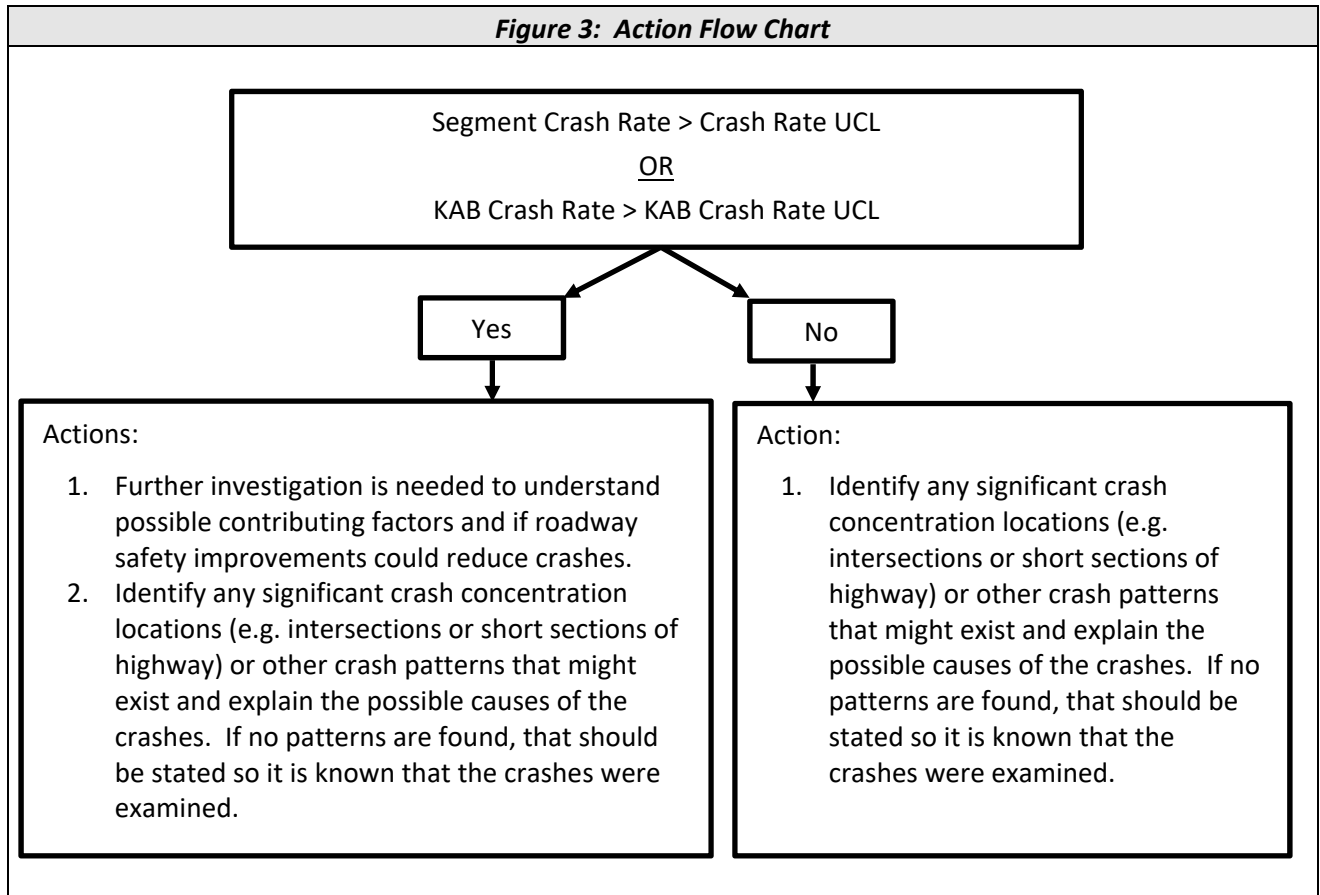 Figure 3: Action Flow Chart
Segment Crash Rate > Crash Rate UCL
OR
KAB Crash Rate > KAB Crash Rate UCL
Yes
No
Actions:
1. Further investigation is needed to understand
possible contributing factors and if roadway
safety improvements could reduce crashes.
2. Identify any significant crash concentration
locations (e.g. intersections or short sections of
highway) or other crash patterns that might
exist and explain the possible causes of the
crashes. If no patterns are found, that should
be stated so it is known that the crashes were
examined.
Action:
1. Identify any significant crash
concentration locations (e.g.
intersections or short sections of
highway) or other crash patterns
that might exist and explain the
possible causes of the crashes. If no
patterns are found, that should be
stated so it is known that the
crashes were examined.